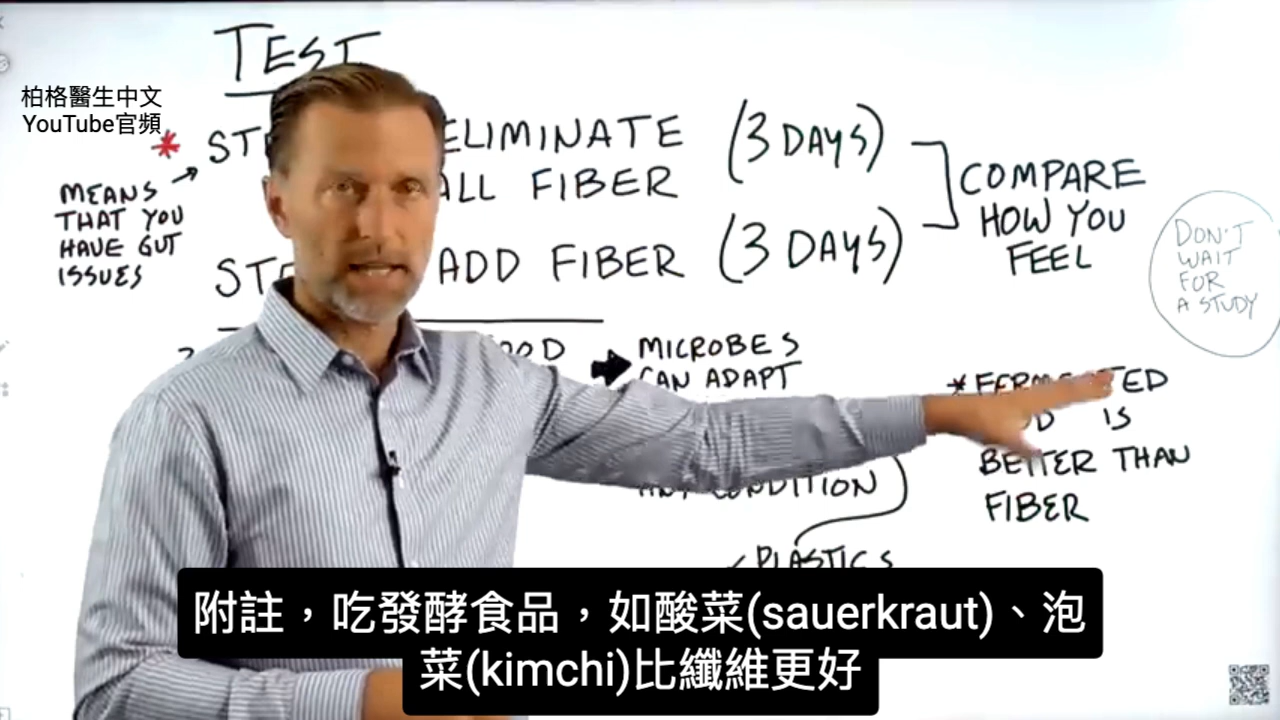 TEST
柏格醫生中文
YouTube官頻
* ELIMINATE (3 DAYS)
ALL FIBER
MEANS
THAT YOU
HAVE GUT
ISSUES
ADD FIBER (3 DAYS)
COMPARE
HOW YOU
FEEL
DON'T
WAIT
FOR
A STUDY
MICROBES
CAN ADAPT
CONDITION
*FERMENTED
IS
BETTER THAN
FIBER
PLASTICS
附註，吃發酵食品，如酸菜(sauerkraut)、泡
菜(kimchi)比纖維更好